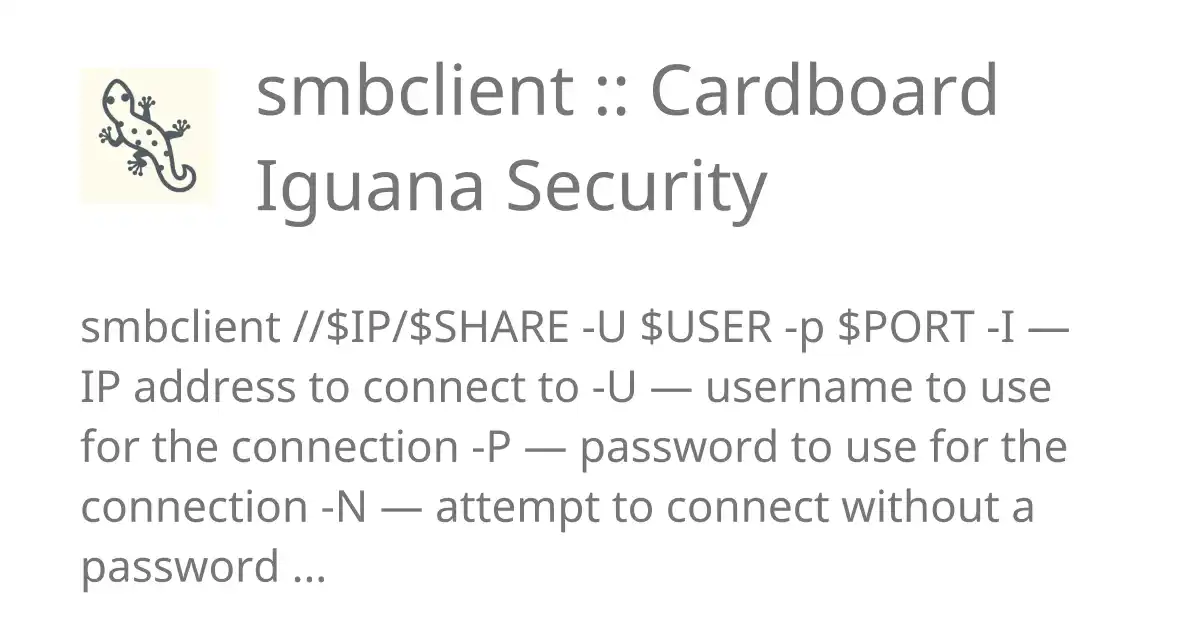 smbclient :: Cardboard
Iguana Security
smbclient //$IP/$SHARE -U $USER -p $PORT -I —
IP address to connect to -U — username to use
for the connection -P — password to use for the
connection -N — attempt to connect without a
password ...